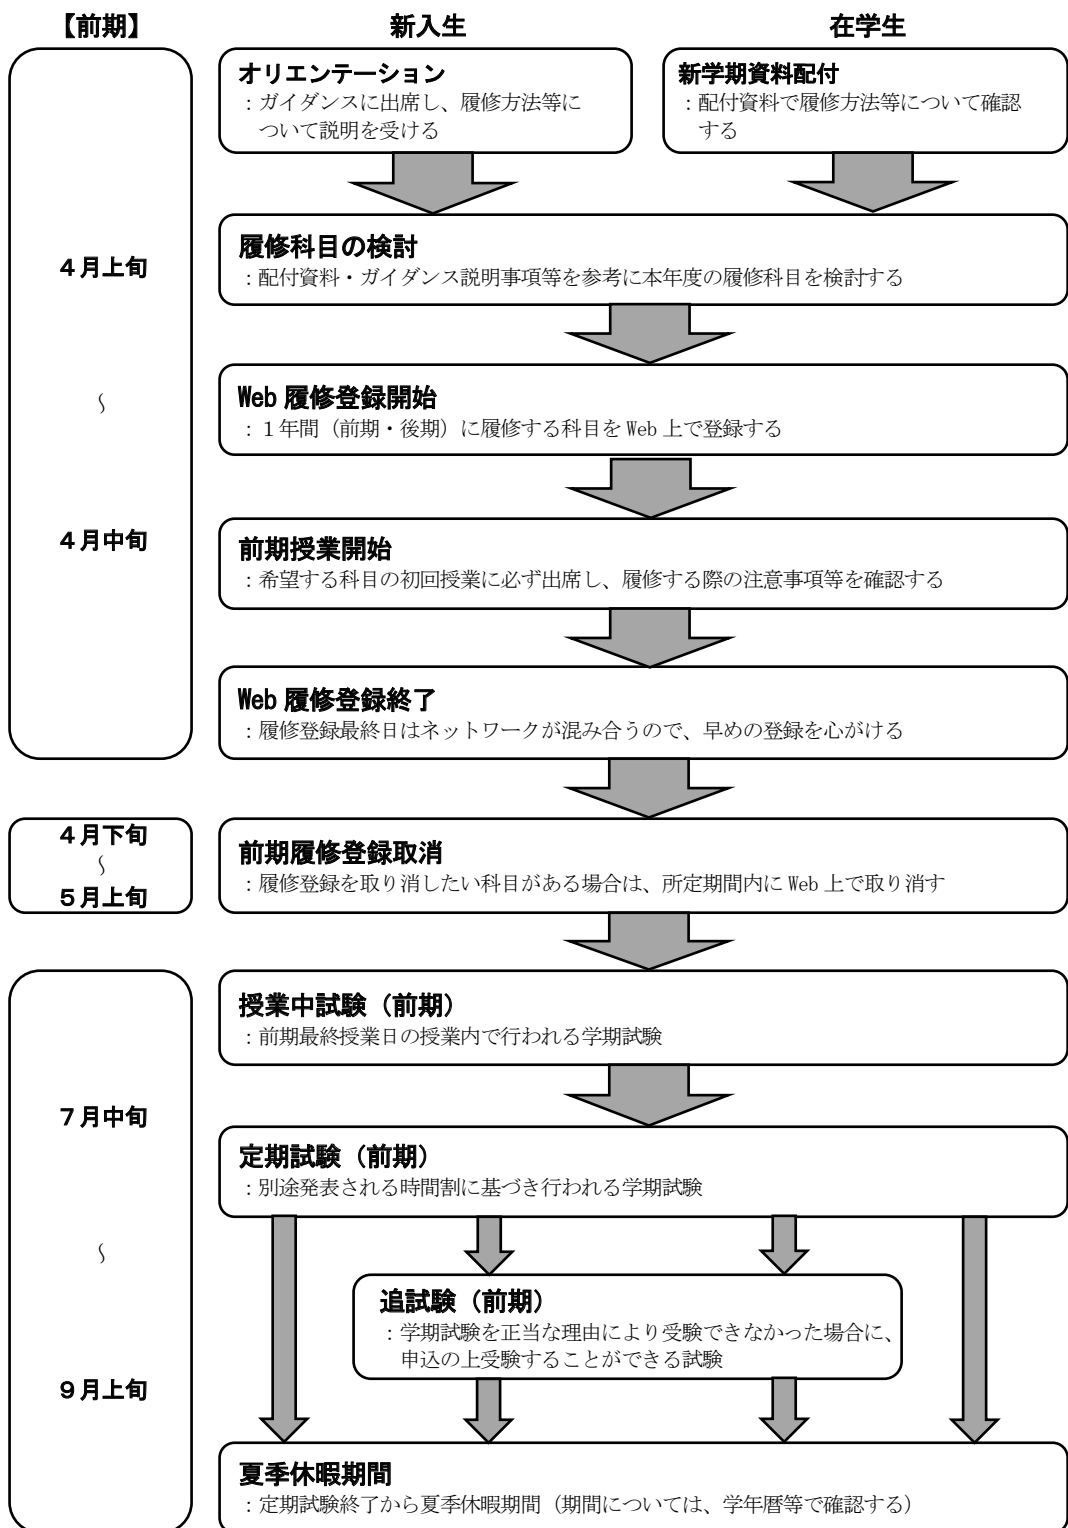 【前期】
新入生
在学生
オリエンテーション
：ガイダンスに出席し、履修方法等に
ついて説明を受ける
新学期資料配付
：配付資料で履修方法等について確認
する
４月上旬
～
４月中旬
履修科目の検討
：配付資料・ガイダンス説明事項等を参考に本年度の履修科目を検討する
Web 履修登録開始
：１年間（前期・後期）に履修する科目を Web 上で登録する
前期授業開始
：希望する科目の初回授業に必ず出席し、履修する際の注意事項等を確認する
Web 履修登録終了
：履修登録最終日はネットワークが混み合うので、早めの登録を心がける
４月下旬
～
５月上旬
前期履修登録取消
：履修登録を取り消したい科目がある場合は、所定期間内に Web 上で取り消す
７月中旬
～
９月上旬
授業中試験（前期）
：前期最終授業日の授業内で行われる学期試験
定期試験（前期）
：別途発表される時間割に基づき行われる学期試験
追試験（前期）
：学期試験を正当な理由により受験できなかった場合に、
申込の上受験することができる試験
夏季休暇期間
：定期試験終了から夏季休暇期間（期間については、学年暦等で確認する）